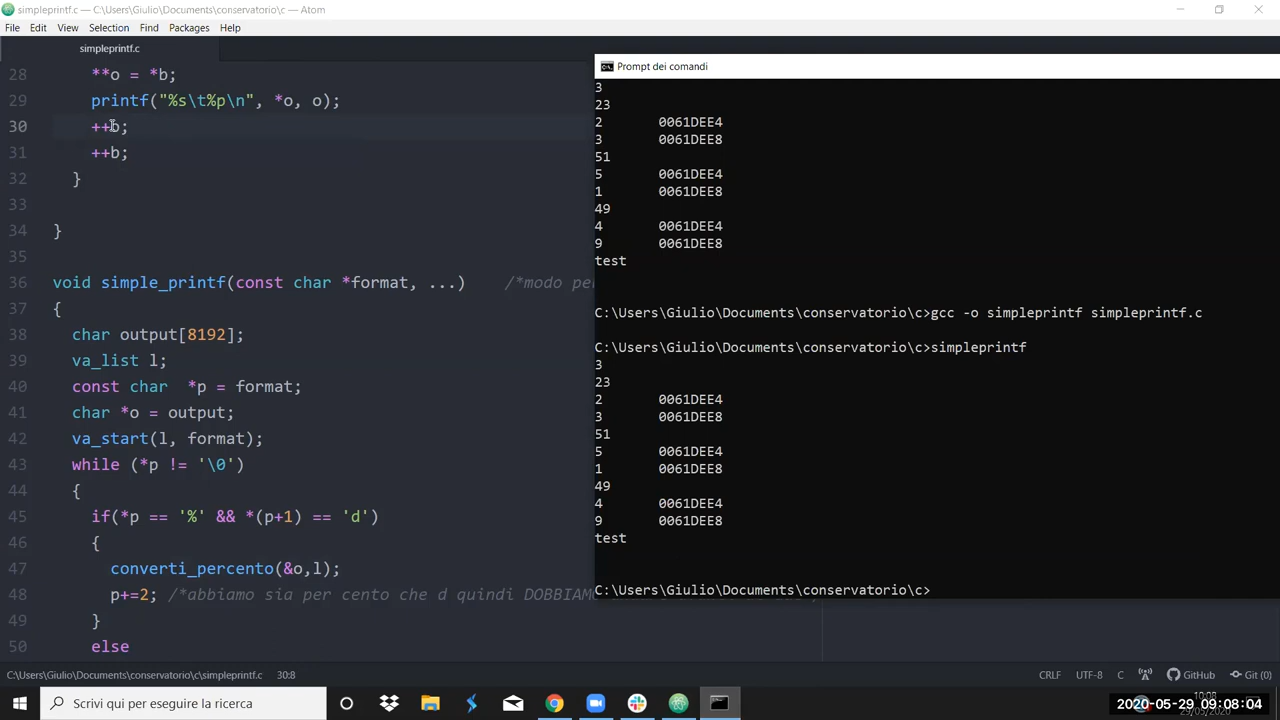 simpleprintf.c — C:\Users\Giulio\Documents\conservatorio\c — Atom
File Edit View Selection Find Packages Help
simpleprintf.c
28 **o = *b;
29 printf("%s\t%p\n", *o, o);
30 ++b;
31 ++b;
32 }
33
34 }
35
36 void simple_printf(const char *format, ...) /*modo pe
37 {
38 char output[8192];
39 va_list l;
40 const char *p = format;
41 char *o = output;
42 va_start(l, format);
43 while (*p != '\0')
44 {
45 if(*p == '%' && *(p+1) == 'd')
46 {
47 converti_percento(&o,l);
48 p+=2; /*abbiamo sia per cento che d quindi DOBBIAM
49 }
50 else
Prompt dei comandi
3
23
2 0061DEE4
3 0061DEE8
51
5 0061DEE4
1 0061DEE8
49
4 0061DEE4
9 0061DEE8
test
C:\Users\Giulio\Documents\conservatorio\c>gcc -o simpleprintf simpleprintf.c
C:\Users\Giulio\Documents\conservatorio\c>simpleprintf
3
23
2 0061DEE4
3 0061DEE8
51
5 0061DEE4
1 0061DEE8
49
4 0061DEE4
9 0061DEE8
test
C:\Users\Giulio\Documents\conservatorio\c>
C:\Users\Giulio\Documents\conservatorio\c\simpleprintf.c 30:8 CRLF UTF-8 C GitHub Git (0)
Scrivi qui per eseguire la ricerca
10:08
2020-05-29 09:08:04
29/05/2020